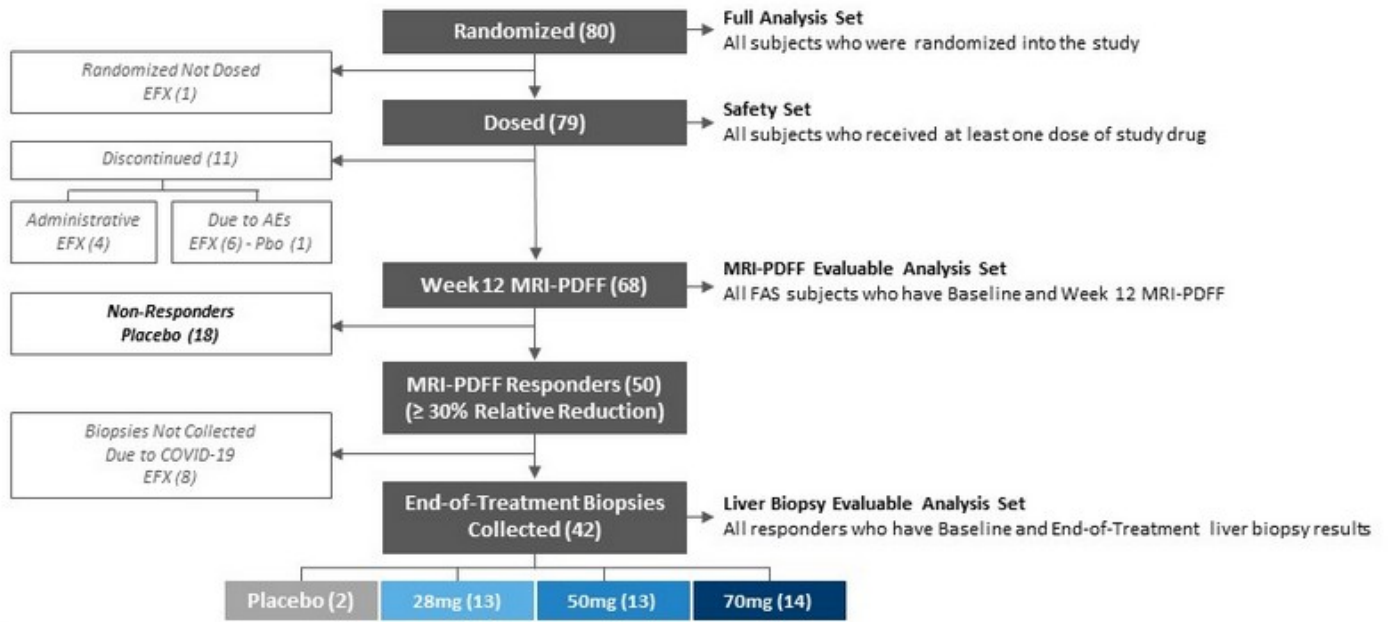 Randomized (80)
Full Analysis Set
All subjects who were randomized into the study
Randomized Not Dosed
EFX (1)
Dosed (79)
Safety Set
All subjects who received at least one dose of study drug
Discontinued (11)
Administrative
EFX (4)
Due to AEs
EFX (6) - Pbo (1)
Week 12 MRI-PDFF (68)
MRI-PDFF Evaluable Analysis Set
All FAS subjects who have Baseline and Week 12 MRI-PDFF
Non-Responders
Placebo (18)
MRI-PDFF Responders (50)
(≥ 30% Relative Reduction)
Biopsies Not Collected
Due to COVID-19
EFX (8)
End-of-Treatment Biopsies
Collected (42)
Liver Biopsy Evaluable Analysis Set
All responders who have Baseline and End-of-Treatment liver biopsy results
Placebo (2)
28mg (13)
50mg (13)
70mg (14)